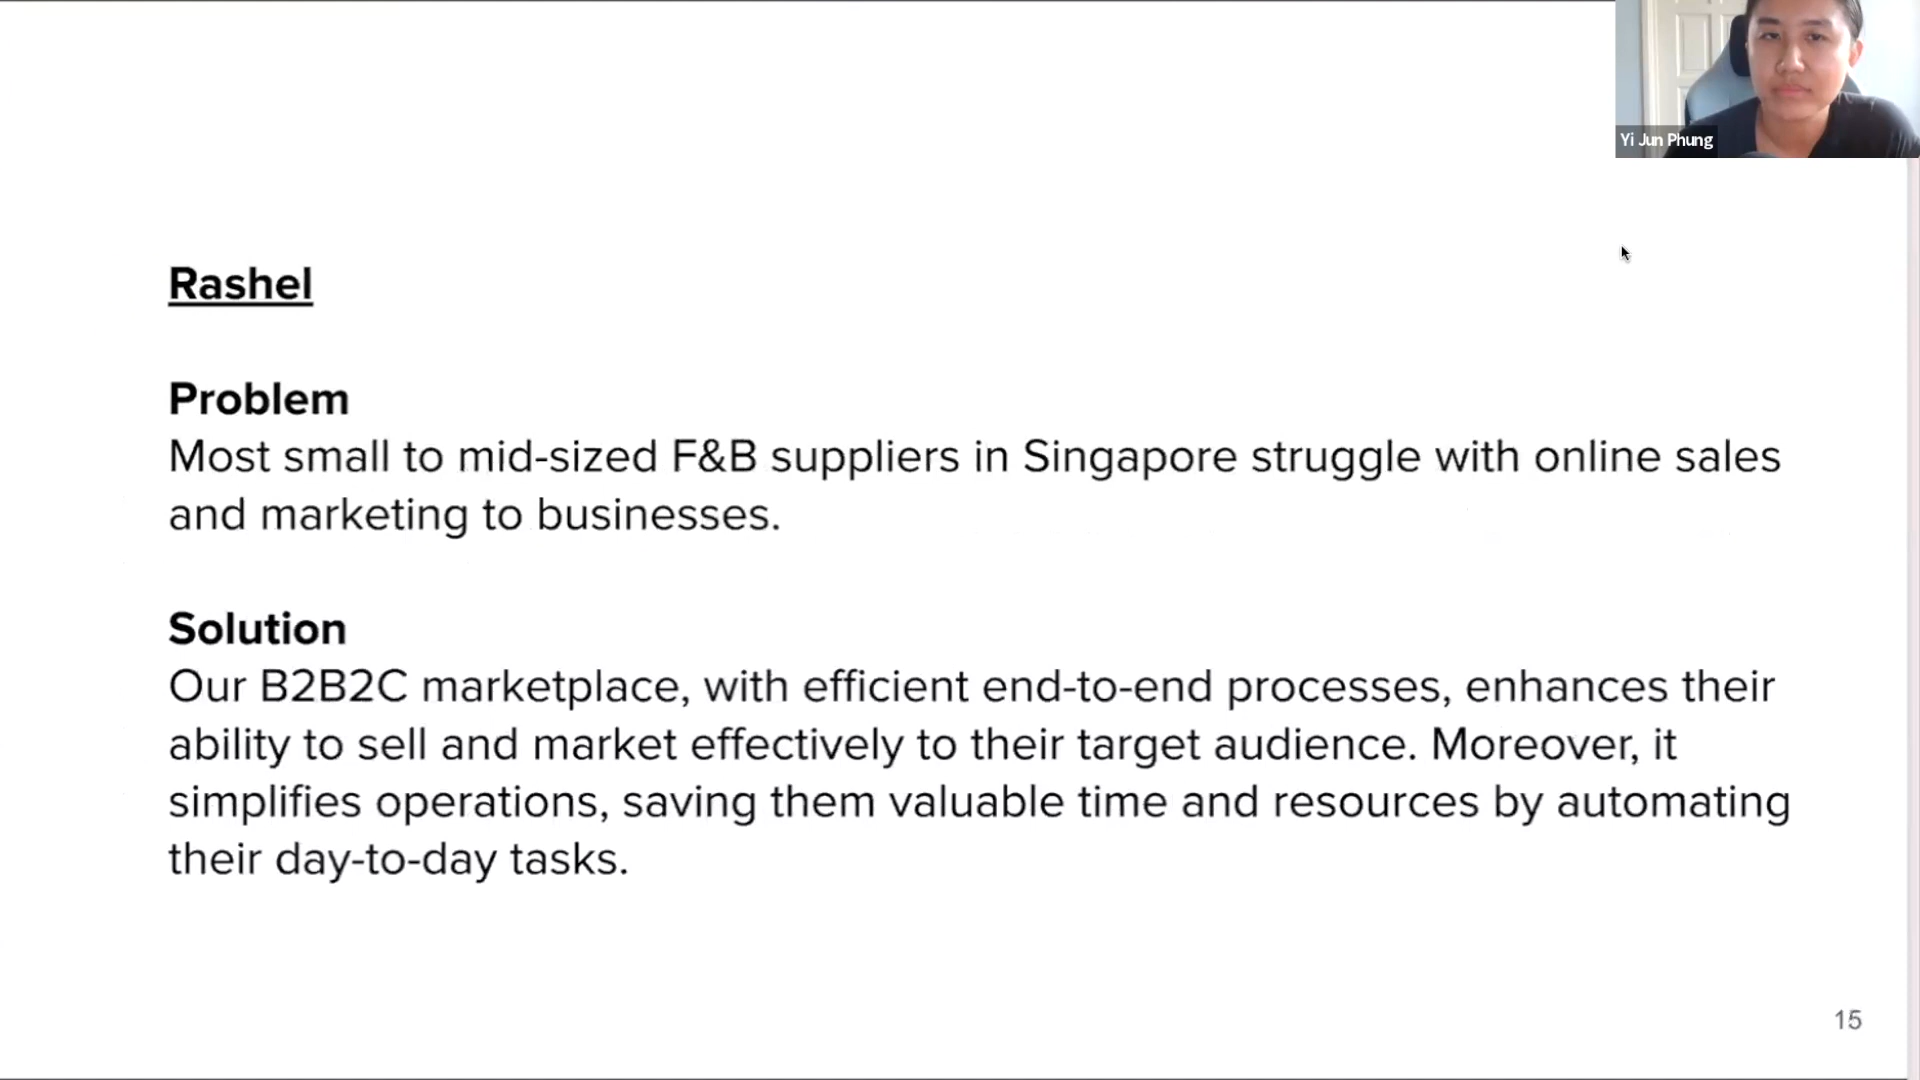 Yi Jun Phung
Rashel
Problem
Most small to mid-sized F&B suppliers in Singapore struggle with online sales
and marketing to businesses.
Solution
Our B2B2C marketplace, with efficient end-to-end processes, enhances their
ability to sell and market effectively to their target audience. Moreover, it
simplifies operations, saving them valuable time and resources by automating
their day-to-day tasks.
15